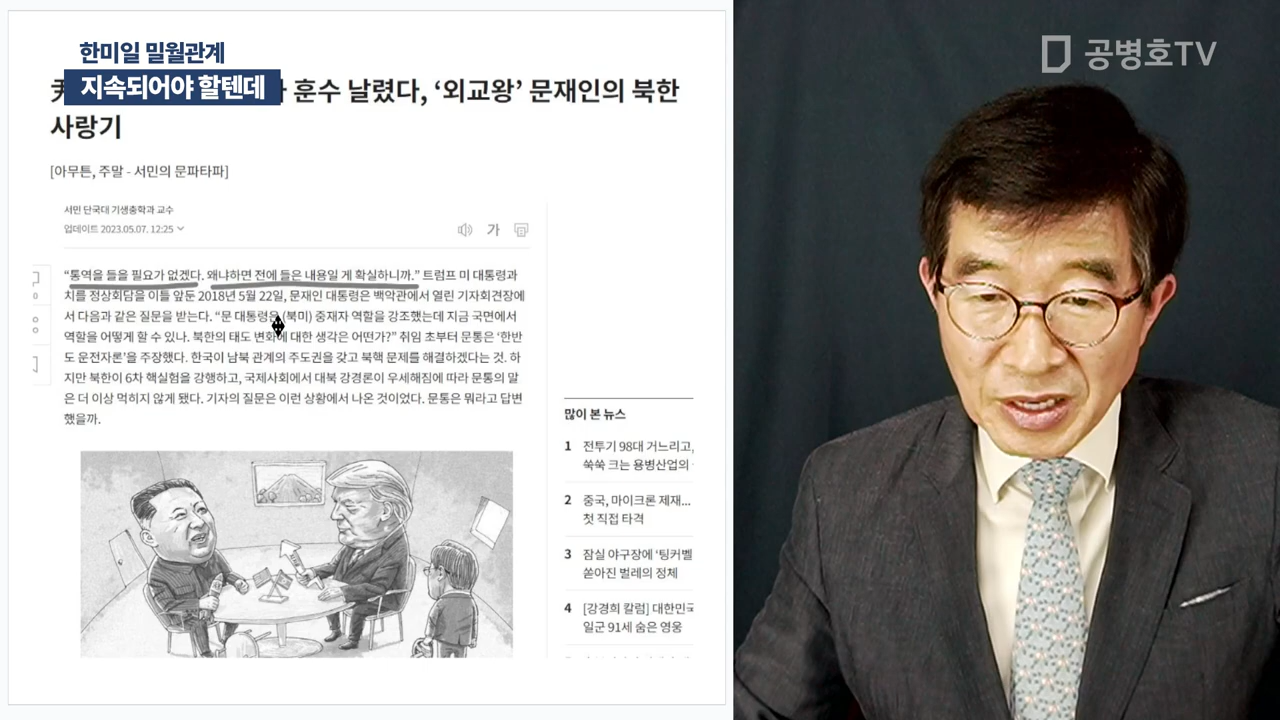 한미일 밀월관계
지속되어야 할텐데
공병호TV
훈수 날렸다, ‘외교왕’ 문재인의 북한
사랑기
[아무튼, 주말 - 서민의 문파타파]
서민 단국대 기생충학과 교수
업데이트 2023.05.07. 12:25
가
“통역을 들을 필요가 없겠다. 왜냐하면 전에 들은 내용일 게 확실하니까.” 트럼프 미 대통령과
치를 정상회담을 이틀 앞둔 2018년 5월 22일, 문재인 대통령은 백악관에서 열린 기자회견장에
서 다음과 같은 질문을 받는다. “문 대통령은 (북미) 중재자 역할을 강조했는데 지금 국면에서
역할을 어떻게 할 수 있나. 북한의 태도 변화에 대한 생각은 어떤가?” 취임 초부터 문통은 ‘한반
도 운전자론’을 주장했다. 한국이 남북 관계의 주도권을 갖고 북핵 문제를 해결하겠다는 것. 하
지만 북한이 6차 핵실험을 강행하고, 국제사회에서 대북 강경론이 우세해짐에 따라 문통의 말
은 더 이상 먹히지 않게 됐다. 기자의 질문은 이런 상황에서 나온 것이었다. 문통은 뭐라고 답변
했을까.
많이 본 뉴스
1 전투기 98대 거느리고,
쑥쑥 크는 용병산업의
2 중국, 마이크론 제재...
첫 직접 타격
3 잠실 야구장에 ‘팅커벨
쏟아진 벌레의 정체
4 [강경희 칼럼] 대한민국
일군 91세 숨은 영웅